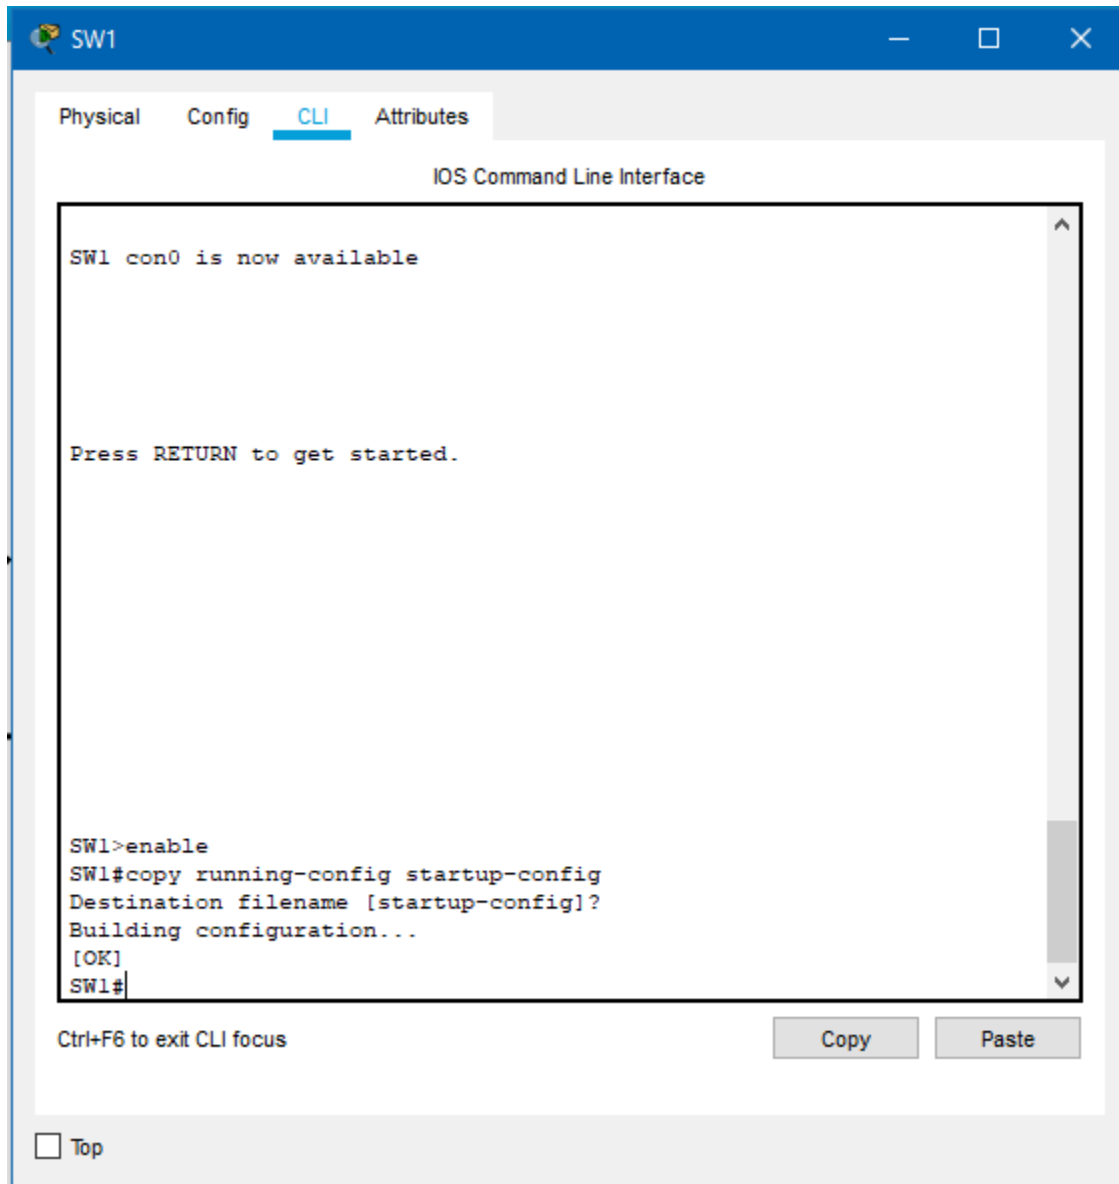 SW1
Physical Config CLI Attributes
IOS Command Line Interface
SW1 con0 is now available
Press RETURN to get started.
SW1>enable
SW1#copy running-config startup-config
Destination filename [startup-config]?
Building configuration...
[OK]
SW1#
Ctrl+F6 to exit CLI focus
Copy Paste
Top